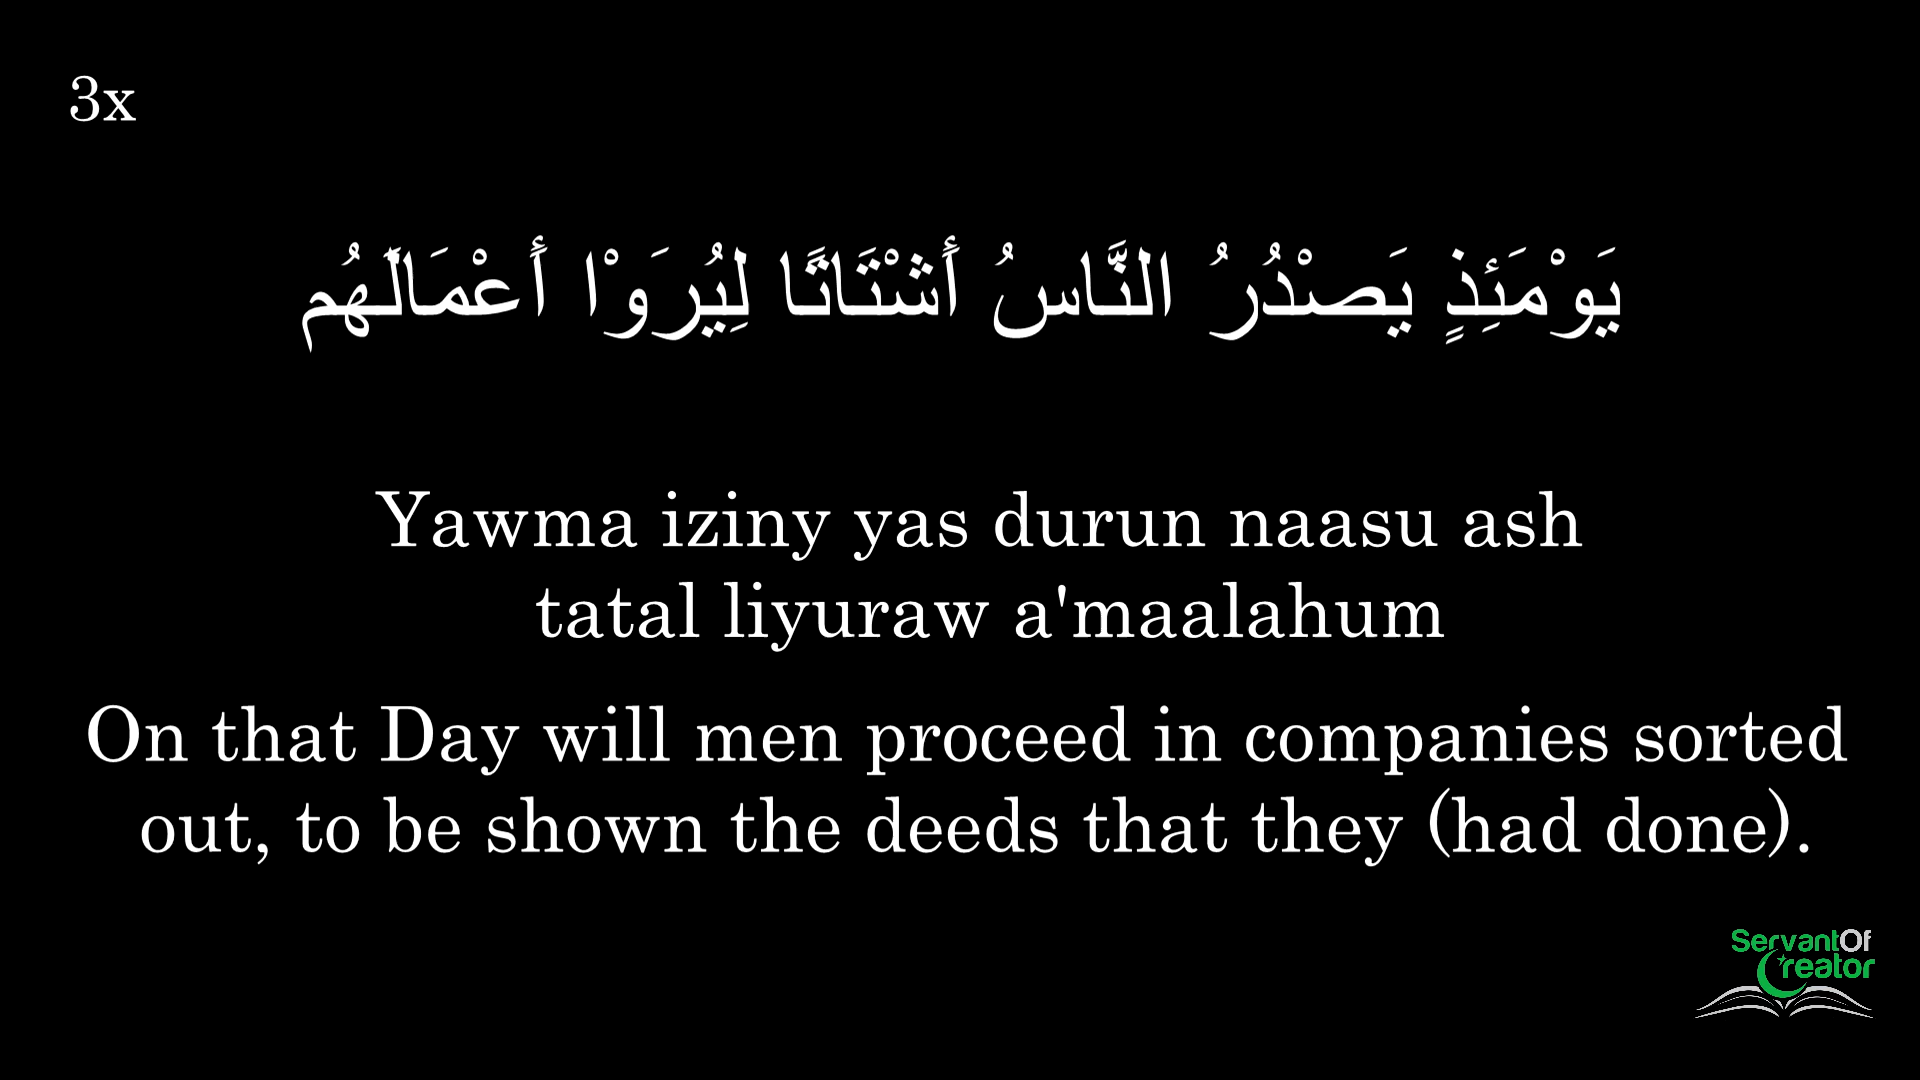 3x
يَوْمَئِذٍ يَصْدُرُ النَّاسُ أَشْتَاتًا لِيُرَوْا أَعْمَالَهُم
Yawma iziny yas durun naasu ash
tatal liyuraw a'maalahum
On that Day will men proceed in companies sorted
out, to be shown the deeds that they (had done).
ServantOf
Creator